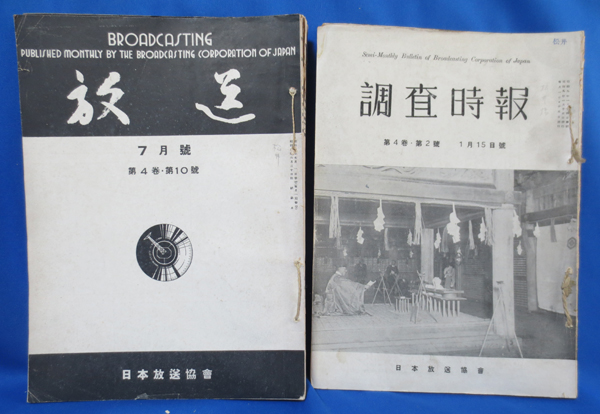 BROADCASTING
PUBLISHED MONTHLY BY THE BROADCASTING CORPORATION OF JAPAN
放送
7月號
第4卷·第10號
日本放送協會
Semi-Monthly Bulletin of Broadcasting Corporation of Japan
調査時報
第4卷·第2號 1月15日號
日本放送協會